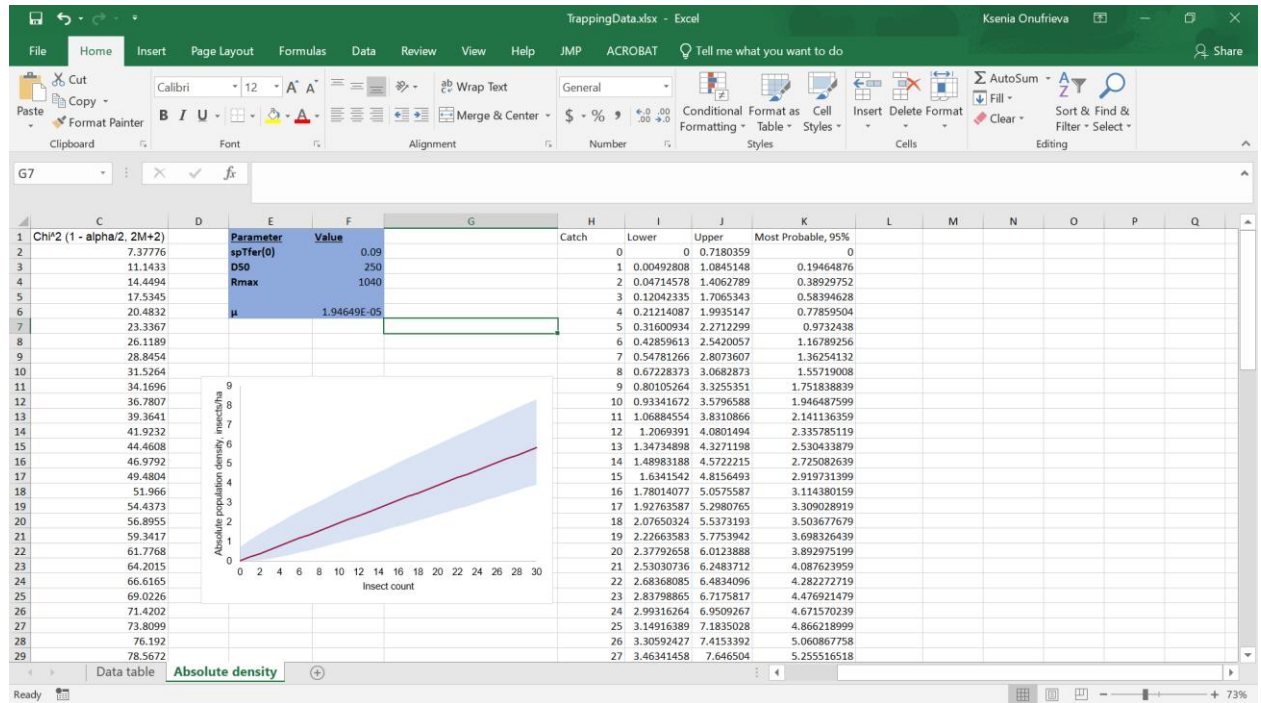 TrappingData.xlsx - Excel
Ksenia Onufrieva
File Home Insert Page Layout Formulas Data Review View Help JMP ACROBAT Tell me what you want to do Share
Paste
Cut
Copy
Format Painter
Clipboard
Calibri 12
B I U
Font
Wrap Text
Merge & Center
Alignment
General
$ % ,
Number
Conditional Formatting
Format as Table
Cell Styles
Styles
Insert Delete Format
Cells
AutoSum
Fill
Clear
Sort & Filter
Find & Select
Editing
G7 fx
C D E F G H I J K L M N O P Q
1 Chi^2 (1 - alpha/2, 2M+2) Parameter Value Catch Lower Upper Most Probable, 95%
2 7.37776 spTfer(0) 0.09 0 0 0.7180359 0
3 11.1433 D50 250 1 0.00492808 1.0845148 0.19464876
4 14.4494 Rmax 1040 2 0.04714578 1.4062789 0.38929752
5 17.5345 3 0.12042335 1.7065343 0.58394628
6 20.4832 μ 1.94649E-05 4 0.21214087 1.9935147 0.77859504
7 23.3367 5 0.31600934 2.2712299 0.9732438
8 26.1189 6 0.42859613 2.5420067 1.16789256
9 28.8454 7 0.54781266 2.8073607 1.36254132
10 31.5264 8 0.67228373 3.0682873 1.55719008
11 34.1696 9 0.80105264 3.3255351 1.751838839
12 36.7807 10 0.93341672 3.5796588 1.946487599
13 39.3641 11 1.06884554 3.8310866 2.141136359
14 41.9232 12 1.2069391 4.0801494 2.335785119
15 44.4608 13 1.34734898 4.3271198 2.530433879
16 46.9792 14 1.48983188 4.5722215 2.725082639
17 49.4804 15 1.6341542 4.8156493 2.919731399
18 51.966 16 1.78014077 5.0575587 3.114380159
19 54.4373 17 1.92763587 5.2980765 3.309028919
20 56.8955 18 2.07650324 5.5373193 3.503677679
21 59.3417 19 2.22663583 5.7753942 3.698326439
22 61.7768 20 2.37792658 6.0123888 3.892975199
23 64.2015 21 2.53030736 6.2483712 4.087623959
24 66.6165 22 2.68368085 6.4834096 4.282272719
25 69.0226 23 2.83798865 6.7175817 4.476921479
26 71.4202 24 2.99316264 6.9509267 4.671570239
27 73.8099 25 3.14916389 7.1835028 4.866218999
28 76.192 26 3.30592427 7.4153392 5.060867758
29 78.5672 27 3.46341458 7.646504 5.255516518
Absolute population density, insects/ha
9
8
7
6
5
4
3
2
1
0
0 2 4 6 8 10 12 14 16 18 20 22 24 26 28 30
Insect count
Data table Absolute density
Ready 73%